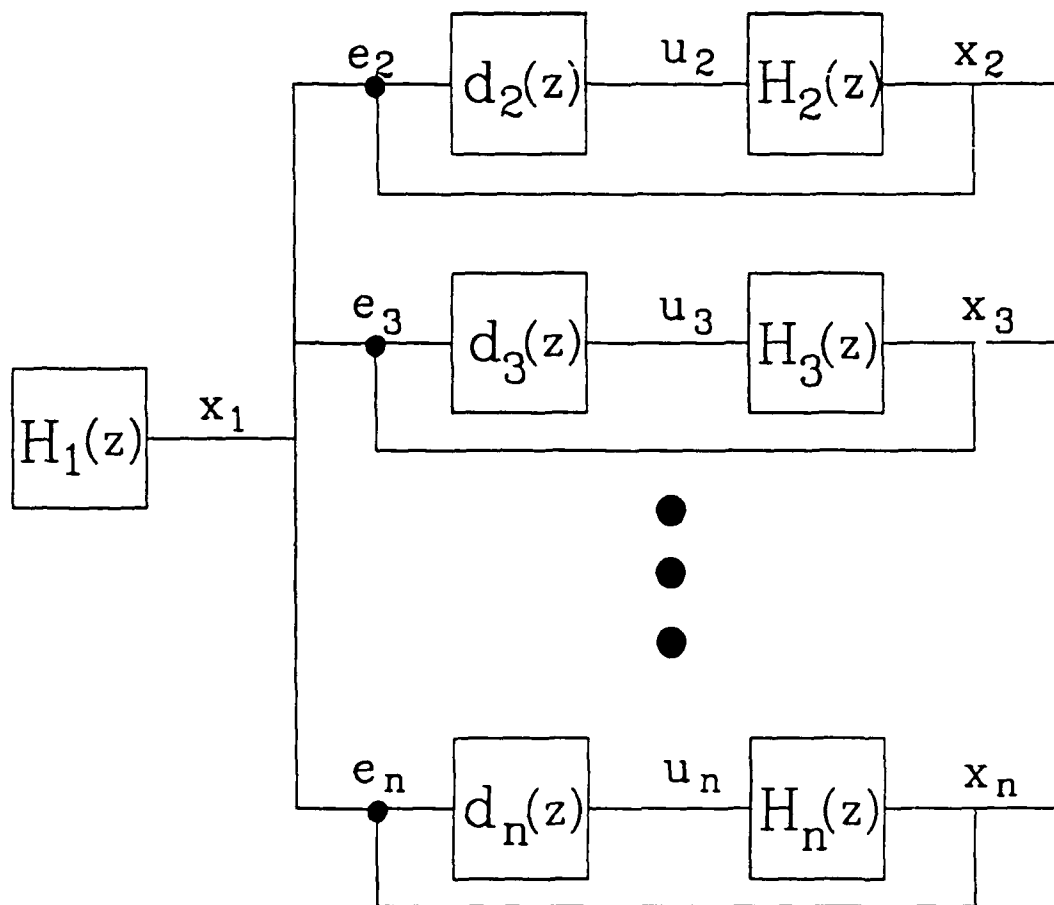 e₂ d₂(z) u₂ H₂(z) x₂
e₃ d₃(z) u₃ H₃(z) x₃
H₁(z) x₁
eₙ dₙ(z) uₙ Hₙ(z) xₙ